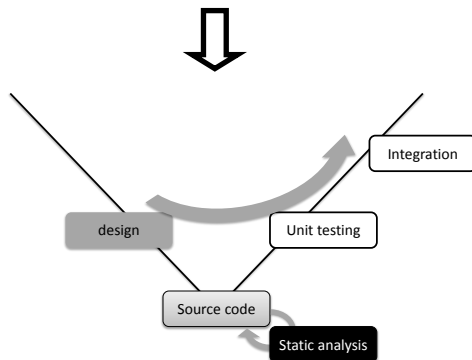 Integration
design
Unit testing
Source code
Static analysis